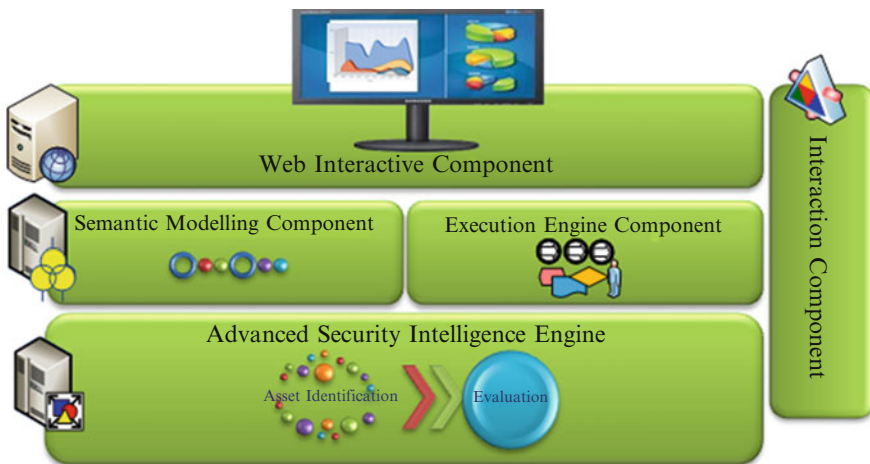 Web Interactive Component
Semantic Modelling Component
Execution Engine Component
Advanced Security Intelligence Engine
Asset Identification
Evaluation
Interaction Component